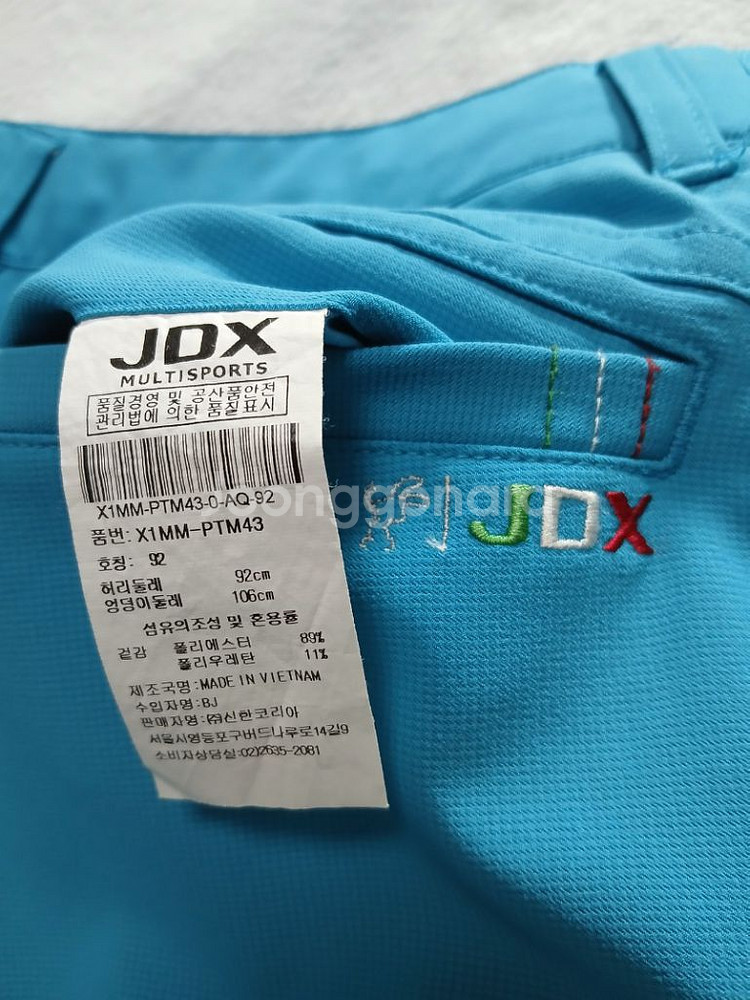 JDX
MULTISPORTS
품질경영 및 공산품안전
관리법에 의한 품질표시
X1MM-PTM43-0-AQ-92
품번: X1MM-PTM43
호칭: 92
허리둘레 92cm
엉덩이둘레 106cm
섬유의조성 및 혼용률
겉감 폴리에스터 89%
폴리우레탄 11%
제조국명:MADE IN VIETNAM
수입자명:BJ
판매자명:㈜신한코리아
서울시영등포구버드나루로14길9
소비자상담실:02)2635-2081
JDX